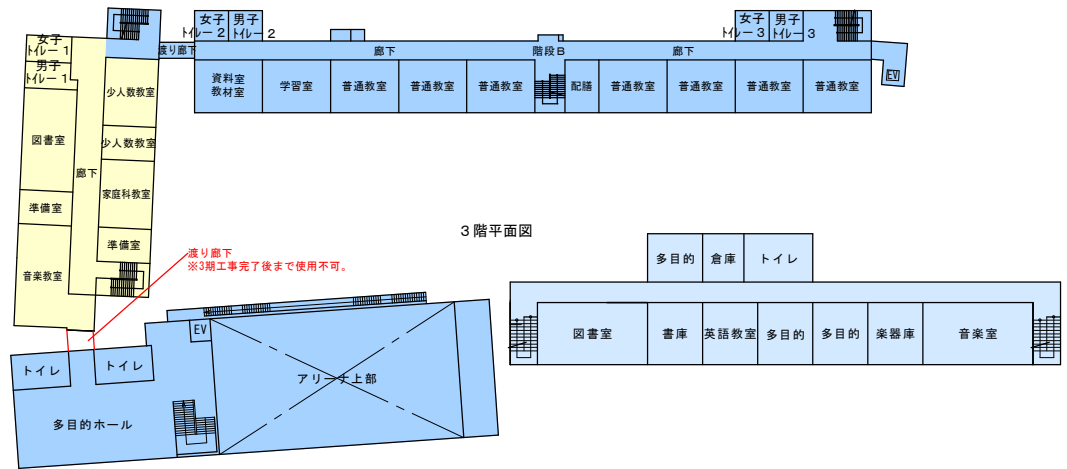 女子
トイレー２
男子
トイレー２
渡り廊下
廊下
階段Ｂ
廊下
女子
トイレー３
男子
トイレー３
EV
資料室
教材室
学習室
普通教室
普通教室
普通教室
配膳
普通教室
普通教室
普通教室
普通教室
女子
トイレー１
男子
トイレー１
図書室
準備室
音楽教室
廊下
少人数教室
少人数教室
家庭科教室
準備室
渡り廊下
※3期工事完了後まで使用不可。
３階平面図
トイレ
トイレ
EV
アリーナ上部
多目的ホール
多目的
倉庫
トイレ
図書室
書庫
英語教室
多目的
多目的
楽器庫
音楽室